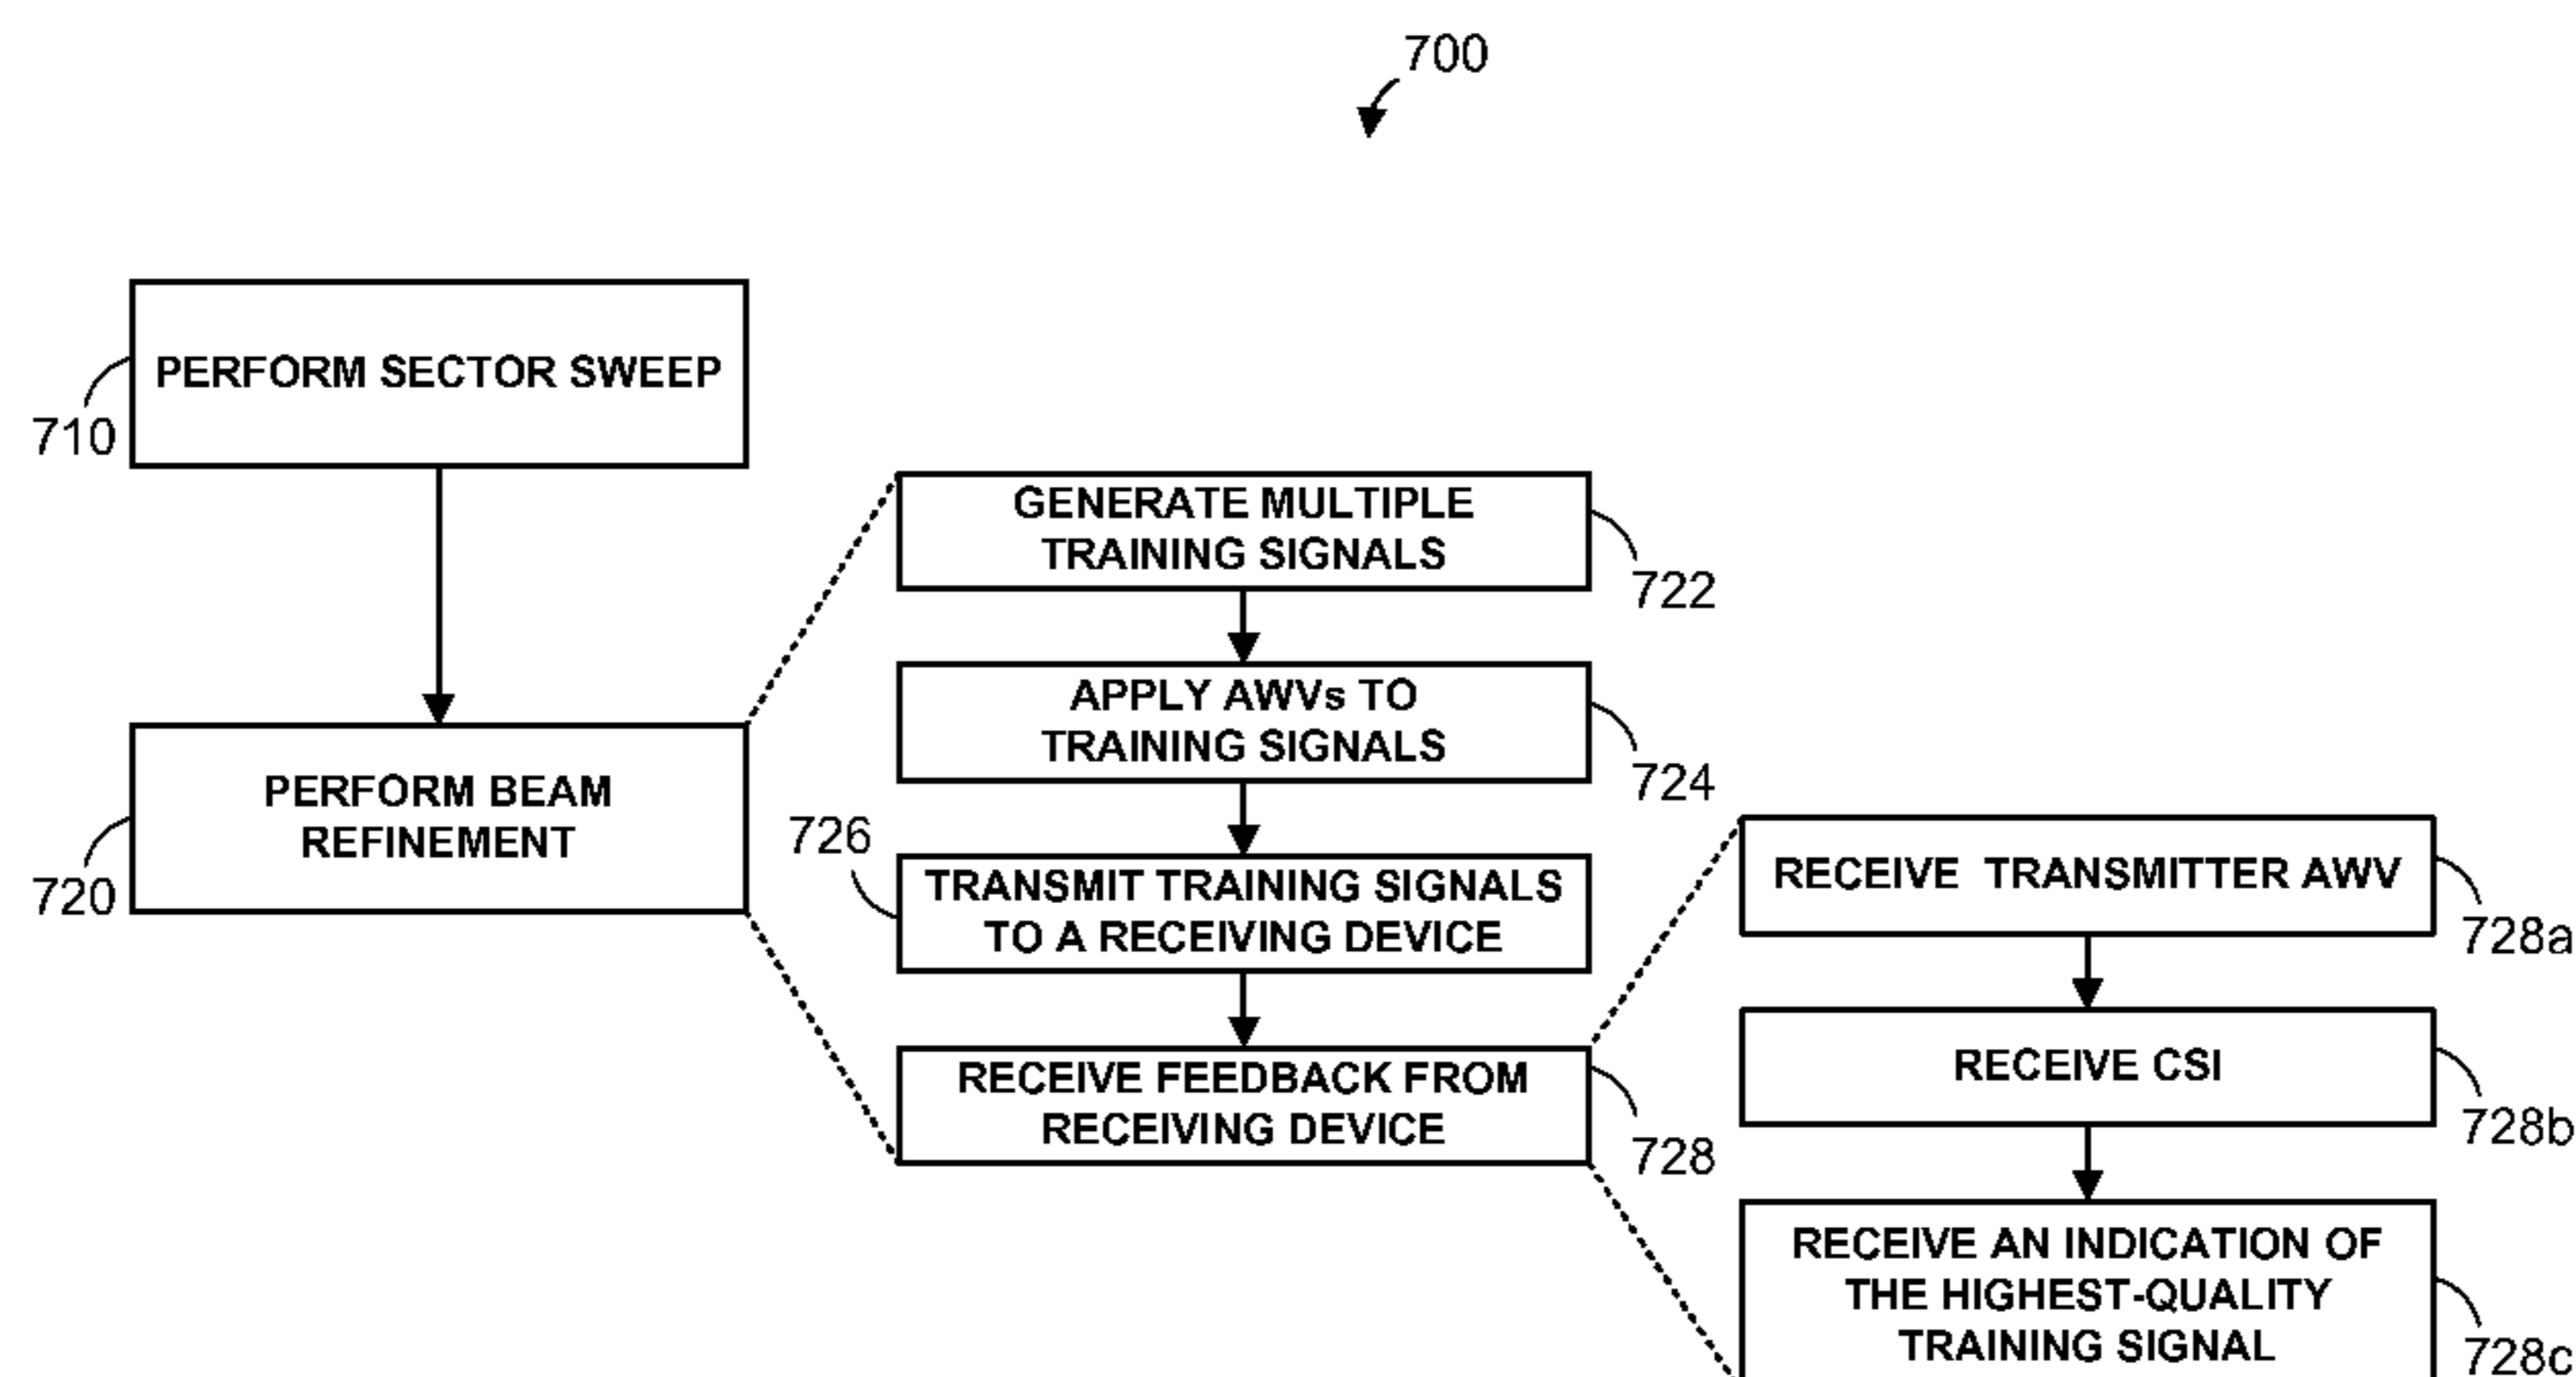 700
PERFORM SECTOR SWEEP
710
PERFORM BEAM
REFINEMENT
720
GENERATE MULTIPLE
TRAINING SIGNALS
722
APPLY AWVs TO
TRAINING SIGNALS
724
726
TRANSMIT TRAINING SIGNALS
TO A RECEIVING DEVICE
RECEIVE FEEDBACK FROM
RECEIVING DEVICE
728
RECEIVE TRANSMITTER AWV
728a
RECEIVE CSI
728b
RECEIVE AN INDICATION OF
THE HIGHEST-QUALITY
TRAINING SIGNAL
728c